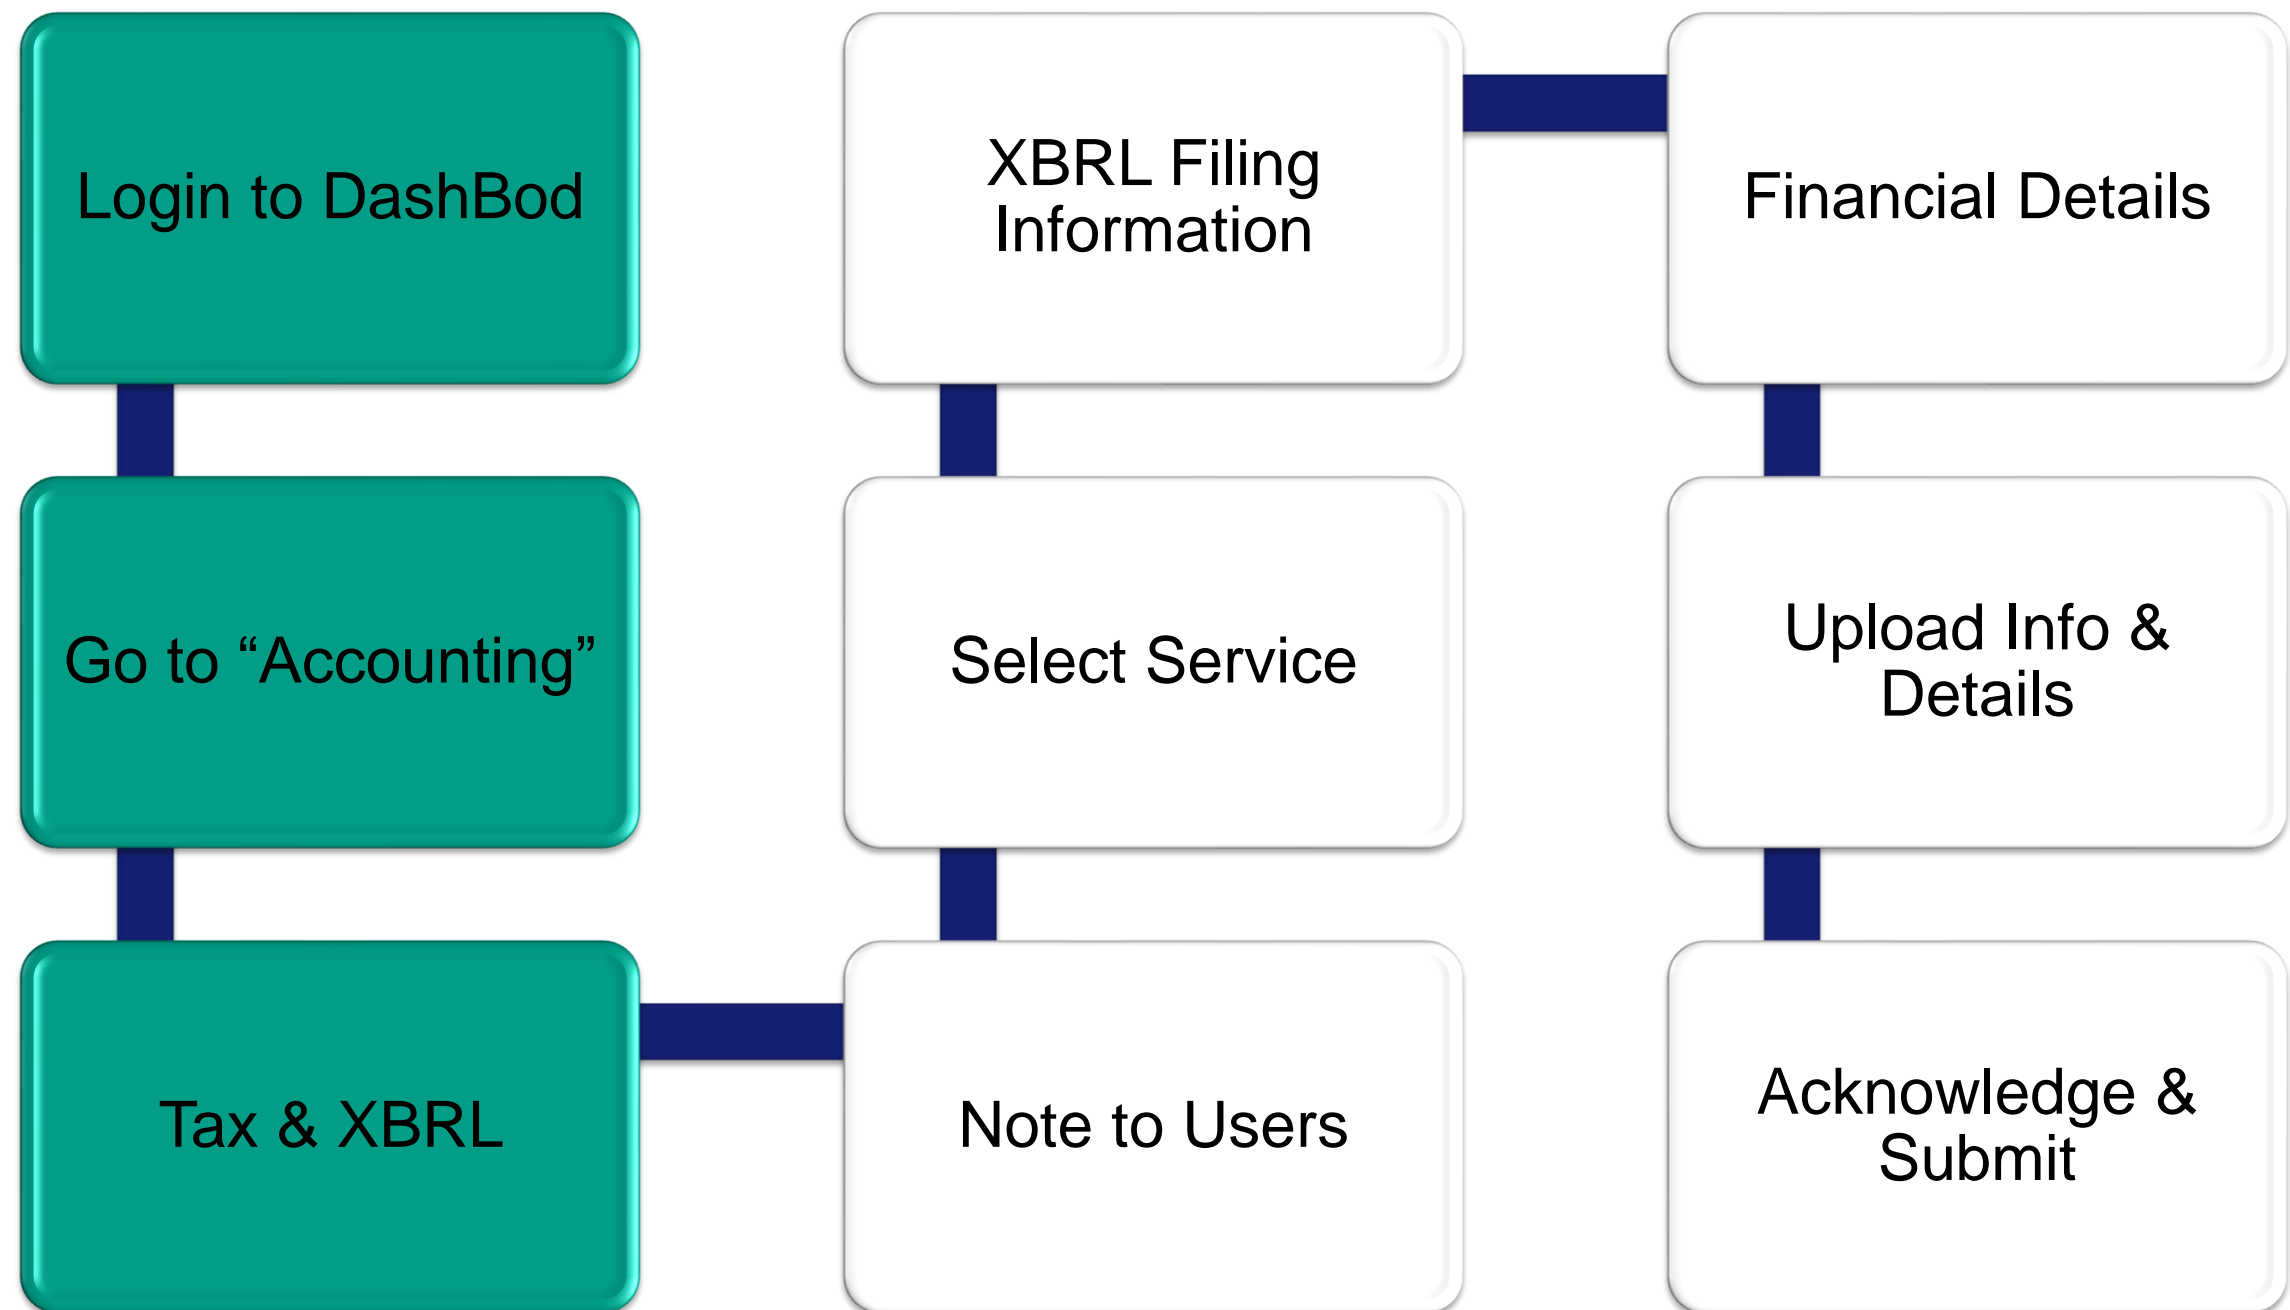 Login to DashBod
Go to “Accounting”
Tax & XBRL
Note to Users
Select Service
XBRL Filing
Information
Financial Details
Upload Info &
Details
Acknowledge &
Submit